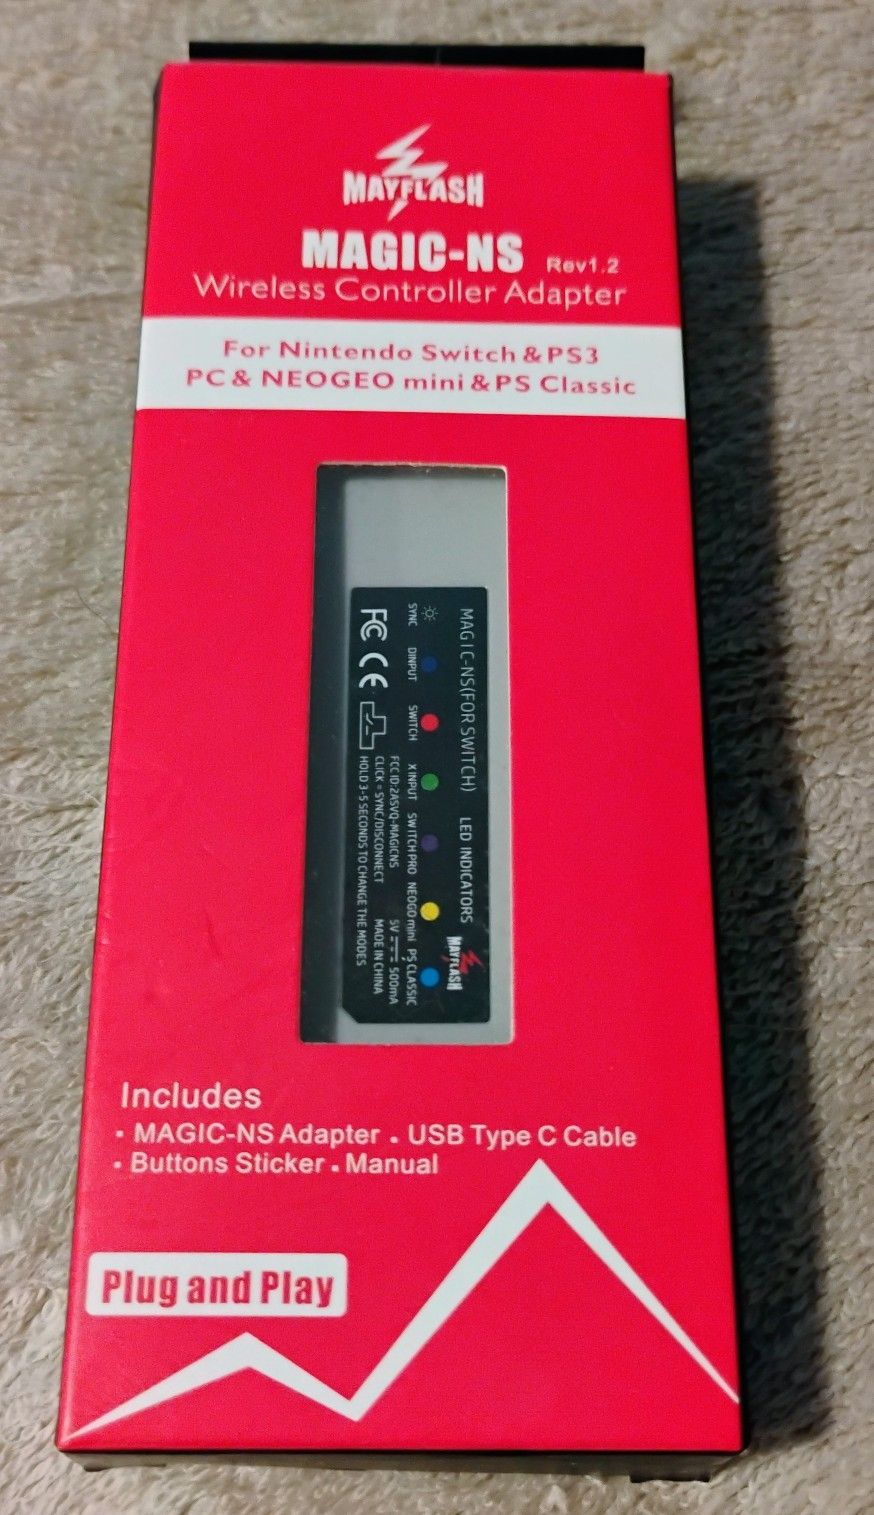 MAYFLASH
MAGIC-NS Rev1.2
Wireless Controller Adapter
For Nintendo Switch & PS3
PC & NEOGEO mini & PS Classic
MAGIC-NS(FOR SWITCH) LED INDICATORS MAYFLASH
SYNC DINPUT SWITCH X INPUT SWITCH PRO NEOGO mini PS CLASSIC
FC CE FCC ID:2ASVQ-MAGICNS 5V 500mA
CLICK = SYNC/DISCONNECT MADE IN CHINA
HOLD 3-5 SECONDS TO CHANGE THE MODES
Includes
· MAGIC-NS Adapter . USB Type C Cable
· Buttons Sticker . Manual
Plug and Play